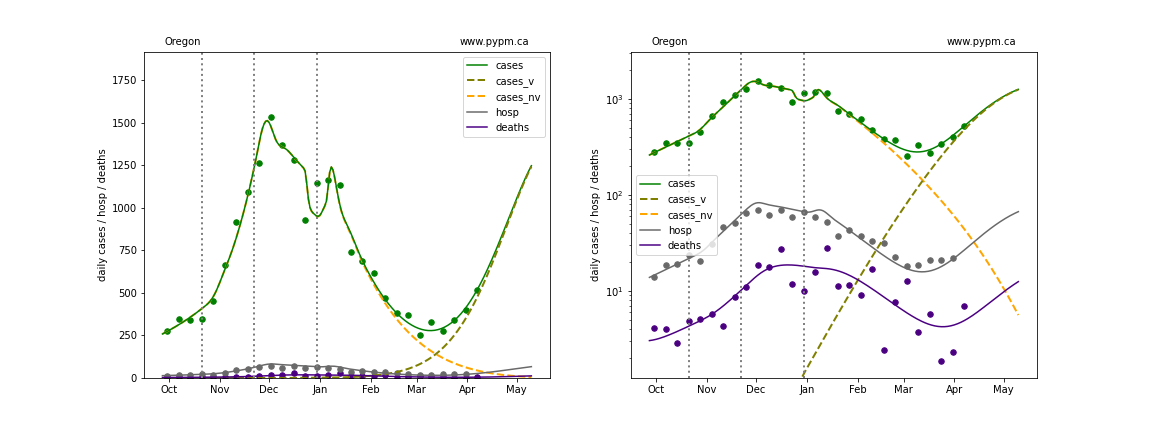 Oregon www.pypm.ca
1750
1500
1250
1000
750
500
250
0
daily cases / hosp / deaths
cases
cases_v
cases_nv
hosp
deaths
Oct Nov Dec Jan Feb Mar Apr May
Oregon www.pypm.ca
10³
10²
10¹
daily cases / hosp / deaths
cases
cases_v
cases_nv
hosp
deaths
Oct Nov Dec Jan Feb Mar Apr May